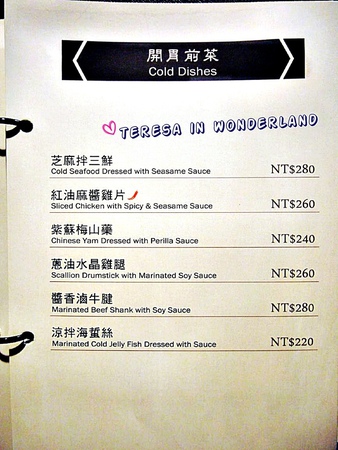 開胃前菜
Cold Dishes
TERESA IN WONDERLAND
芝麻拌三鮮
Cold Seafood Dressed with Seasame Sauce NT$280
紅油麻醬雞片
Sliced Chicken with Spicy & Seasame Sauce NT$260
紫蘇梅山藥
Chinese Yam Dressed with Perilla Sauce NT$240
蔥油水晶雞腿
Scallion Drumstick with Marinated Soy Sauce NT$260
醬香滷牛腱
Marinated Beef Shank with Soy Sauce NT$280
涼拌海蜇絲
Marinated Cold Jelly Fish Dressed with Sauce NT$220